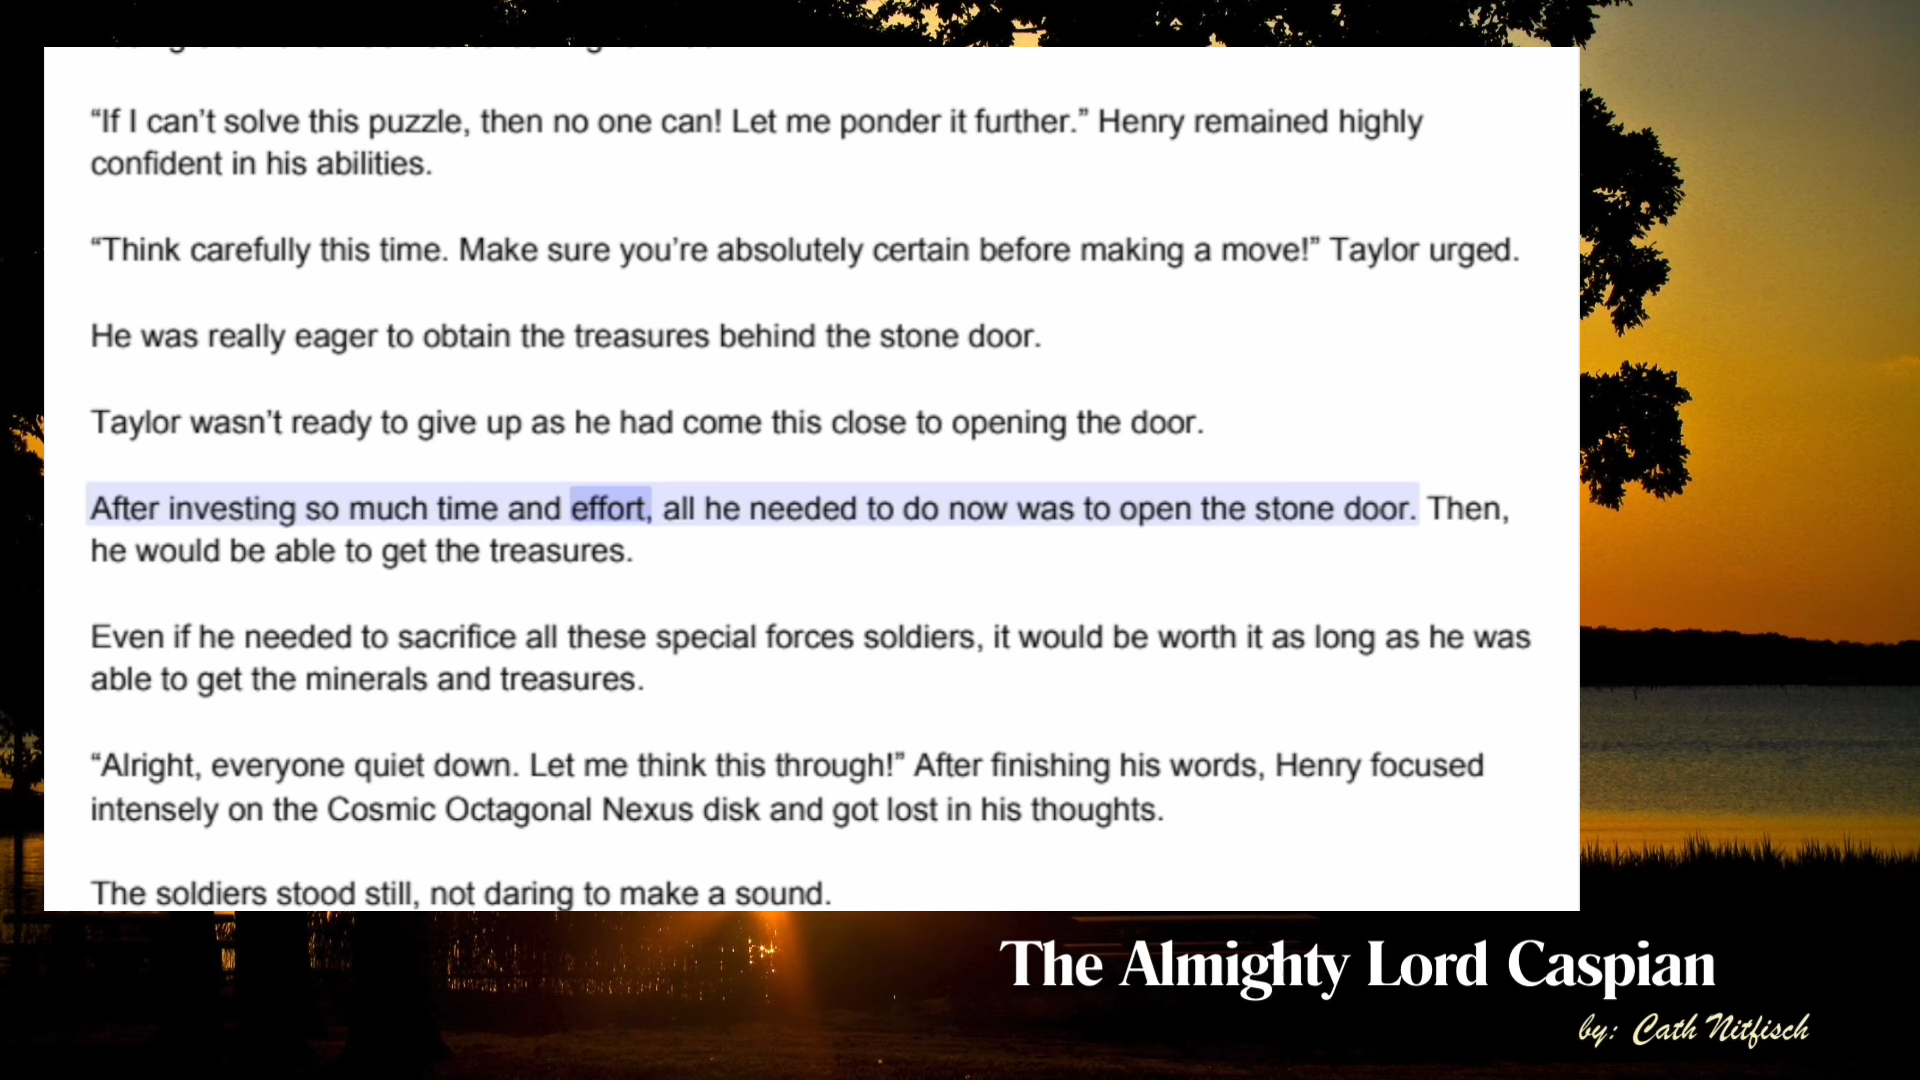 “If I can’t solve this puzzle, then no one can! Let me ponder it further.” Henry remained highly
confident in his abilities.
“Think carefully this time. Make sure you’re absolutely certain before making a move!” Taylor urged.
He was really eager to obtain the treasures behind the stone door.
Taylor wasn’t ready to give up as he had come this close to opening the door.
After investing so much time and effort, all he needed to do now was to open the stone door. Then,
he would be able to get the treasures.
Even if he needed to sacrifice all these special forces soldiers, it would be worth it as long as he was
able to get the minerals and treasures.
“Alright, everyone quiet down. Let me think this through!” After finishing his words, Henry focused
intensely on the Cosmic Octagonal Nexus disk and got lost in his thoughts.
The soldiers stood still, not daring to make a sound.
The Almighty Lord Caspian
by: Cath Nitfisch